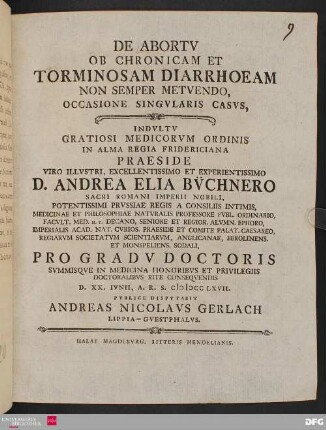 9
DE ABORTV
OB CHRONICAM ET
TORMINOSAM DIARRHOEAM
NON SEMPER METVENDO,
OCCASIONE SINGVLARIS CASVS,
INDVLTV
GRATIOSI MEDICORVM ORDINIS
IN ALMA REGIA FRIDERICIANA
PRAESIDE
VIRO ILLVSTRI, EXCELLENTISSIMO ET EXPERIENTISSIMO
D. ANDREA ELIA BÜCHNERO
SACRI ROMANI IMPERII NOBILI,
POTENTISSIMI PRVSSIAE REGIS A CONSILIIS INTIMIS,
MEDICINAE ET PHILOSOPHIAE NATVRALIS PROFESSORE PVBL. ORDINARIO,
FACVLT. MED. H. T. DECANO, SENIORE ET REGIOR. ALVMN. EPHORO,
IMPERIALIS ACAD. NAT. CVRIOS. PRAESIDE ET COMITE PALAT. CAESAREO,
REGIARVM SOCIETATVM SCIENTIARVM, ANGLICANAE, BEROLINENS.
ET MONSPELIENS. SODALI,
PRO GRADV DOCTORIS
SVMMISQVE IN MEDICINA HONORIBVS ET PRIVILEGIIS
DOCTORALIBVS RITE CONSEQVENDIS
D. XX. IVNII, A. R. S. cIↃIↃcc LXVII.
PVBLICE DISPVTABIT
ANDREAS NICOLAVS GERLACH
LIPPIA-GVESTPHALVS.
HALAE MAGDEBVRG. LITTERIS HENDELIANIS.
DFG